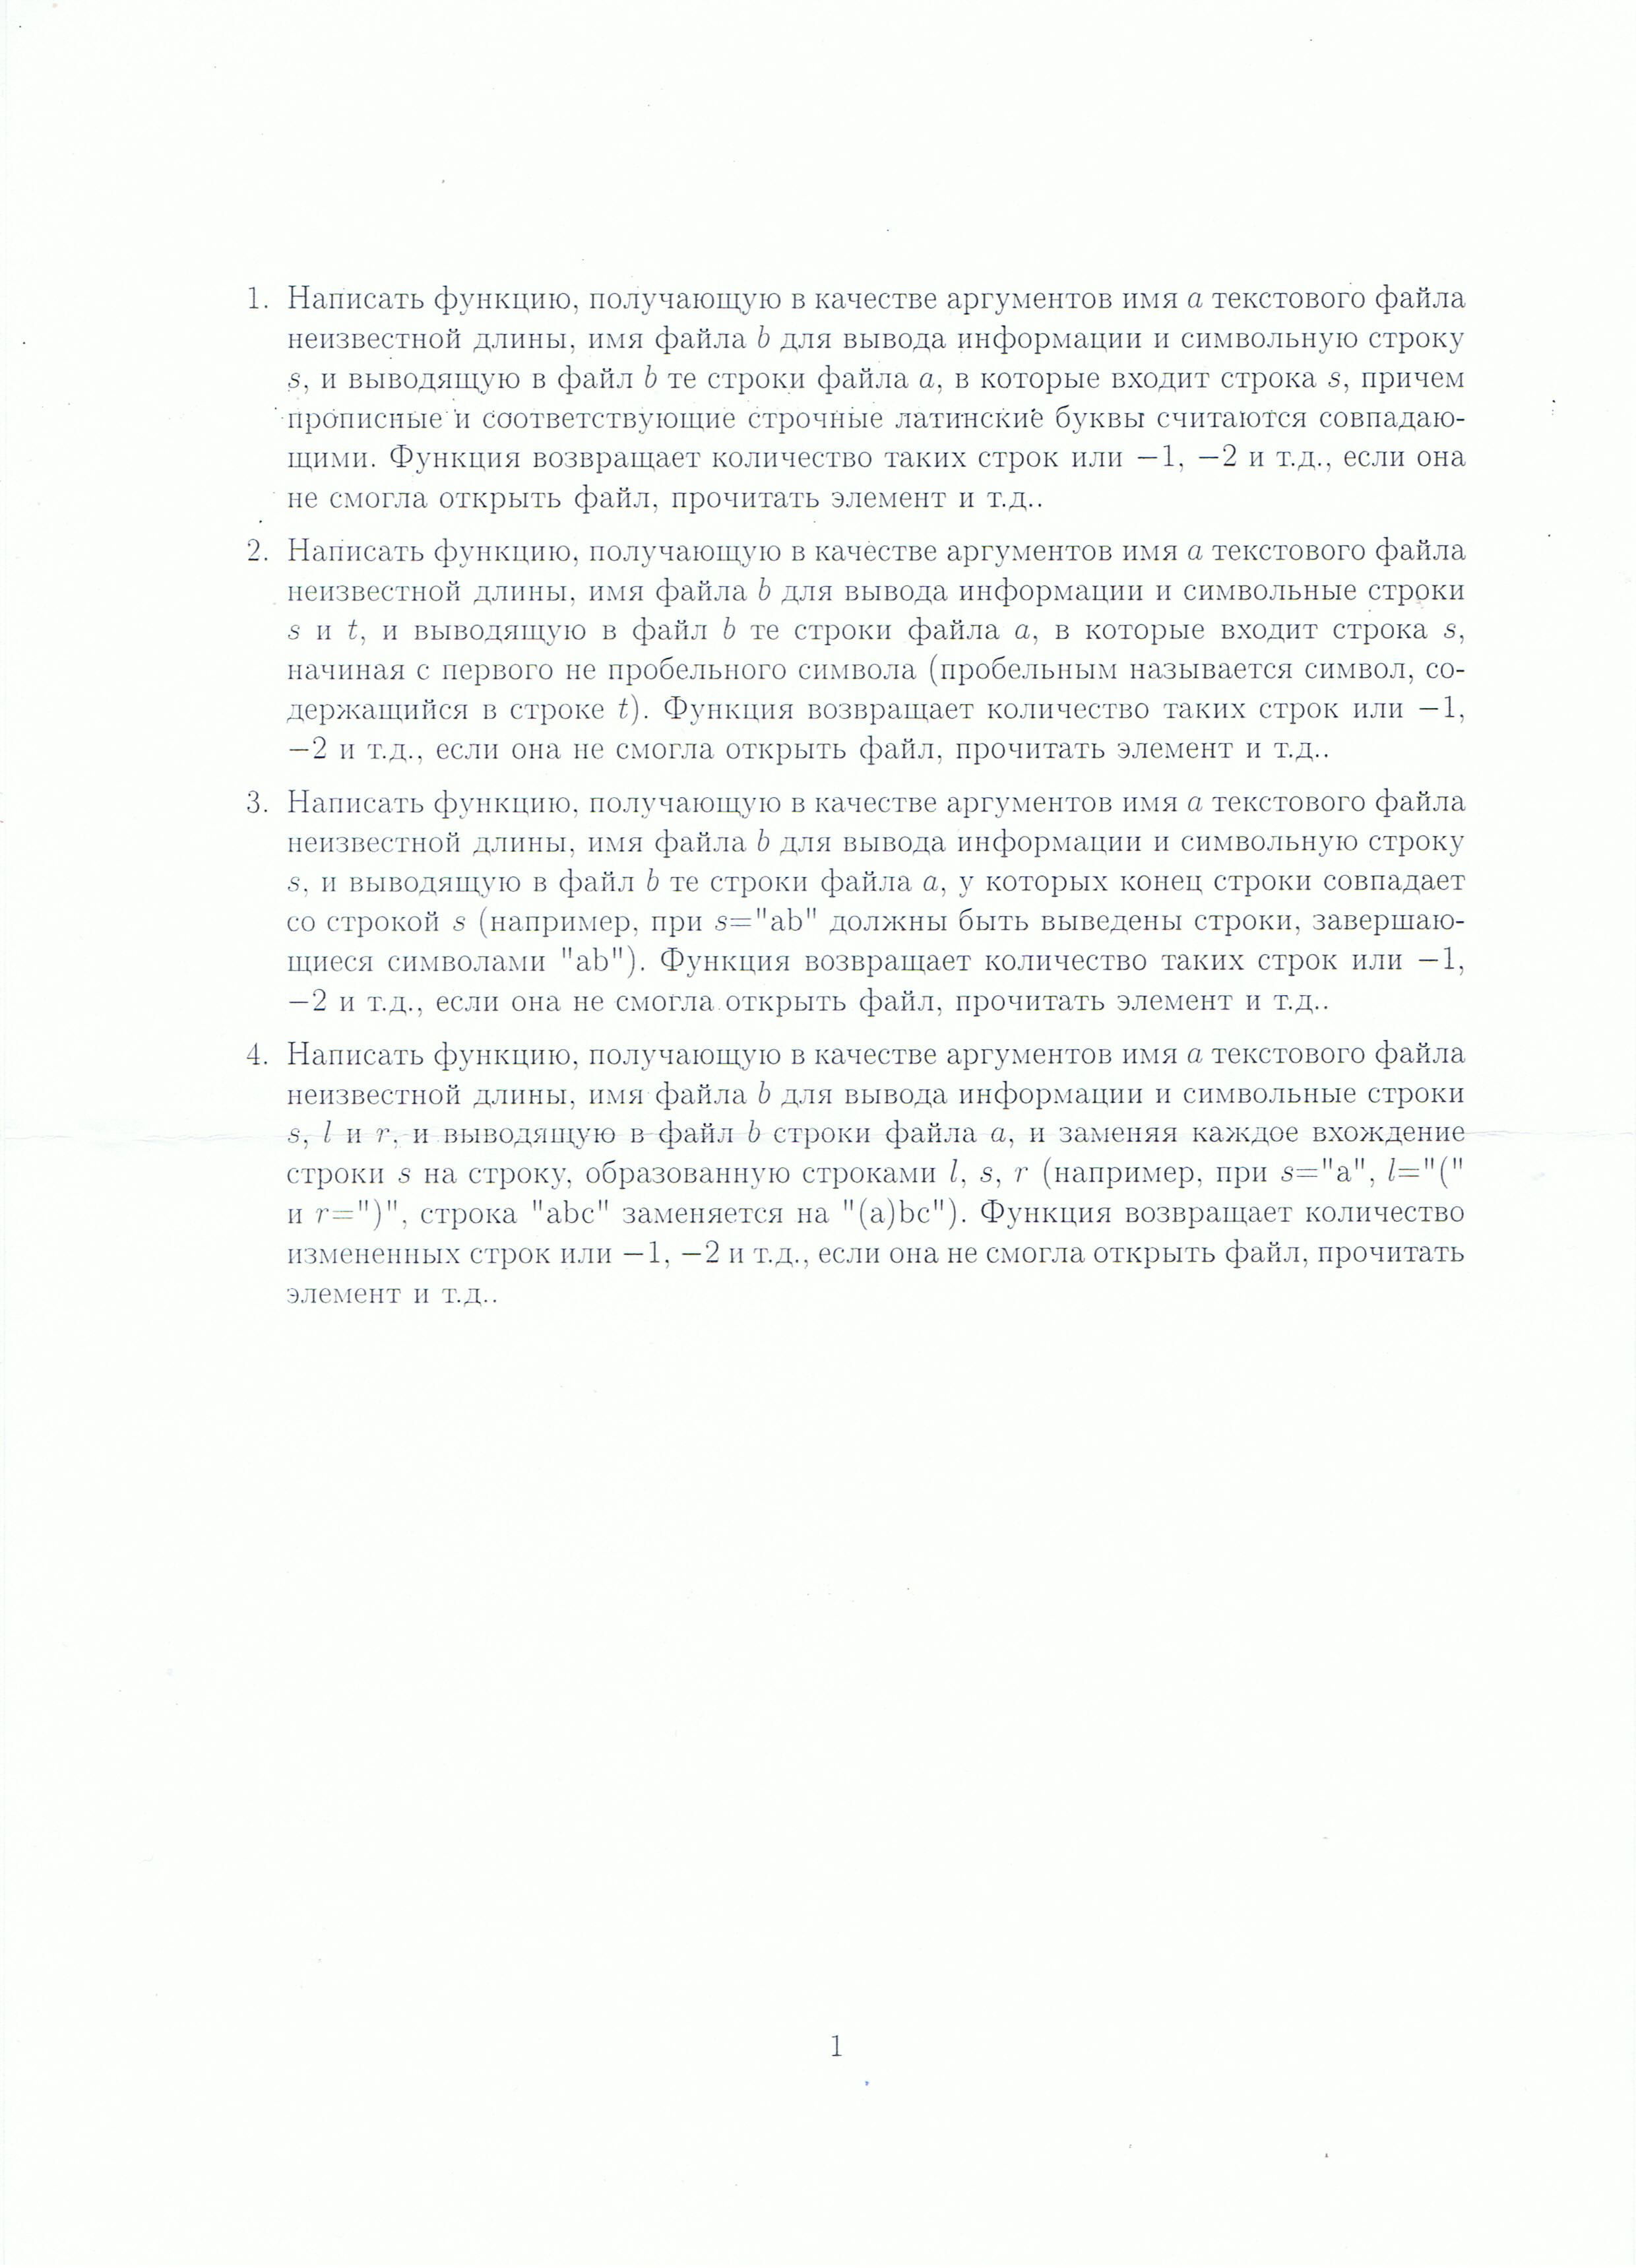 1. Написать функцию, получающую в качестве аргументов имя a текстового файла
неизвестной длины, имя файла b для вывода информации и символьную строку
s, и выводящую в файл b те строки файла a, в которые входит строка s, причем
прописные и соответствующие строчные латинские буквы считаются совпадаю-
щими. Функция возвращает количество таких строк или −1, −2 и т.д., если она
не смогла открыть файл, прочитать элемент и т.д..
2. Написать функцию, получающую в качестве аргументов имя a текстового файла
неизвестной длины, имя файла b для вывода информации и символьные строки
s и t, и выводящую в файл b те строки файла a, в которые входит строка s,
начиная с первого не пробельного символа (пробельным называется символ, со-
держащийся в строке t). Функция возвращает количество таких строк или −1,
−2 и т.д., если она не смогла открыть файл, прочитать элемент и т.д..
3. Написать функцию, получающую в качестве аргументов имя a текстового файла
неизвестной длины, имя файла b для вывода информации и символьную строку
s, и выводящую в файл b те строки файла a, у которых конец строки совпадает
со строкой s (например, при s="ab" должны быть выведены строки, завершаю-
щиеся символами "ab"). Функция возвращает количество таких строк или −1,
−2 и т.д., если она не смогла открыть файл, прочитать элемент и т.д..
4. Написать функцию, получающую в качестве аргументов имя a текстового файла
неизвестной длины, имя файла b для вывода информации и символьные строки
s, l и r, и выводящую в файл b строки файла a, и заменяя каждое вхождение
строки s на строку, образованную строками l, s, r (например, при s="a", l="("
и r=")", строка "abc" заменяется на "(a)bc"). Функция возвращает количество
измененных строк или −1, −2 и т.д., если она не смогла открыть файл, прочитать
элемент и т.д..
1